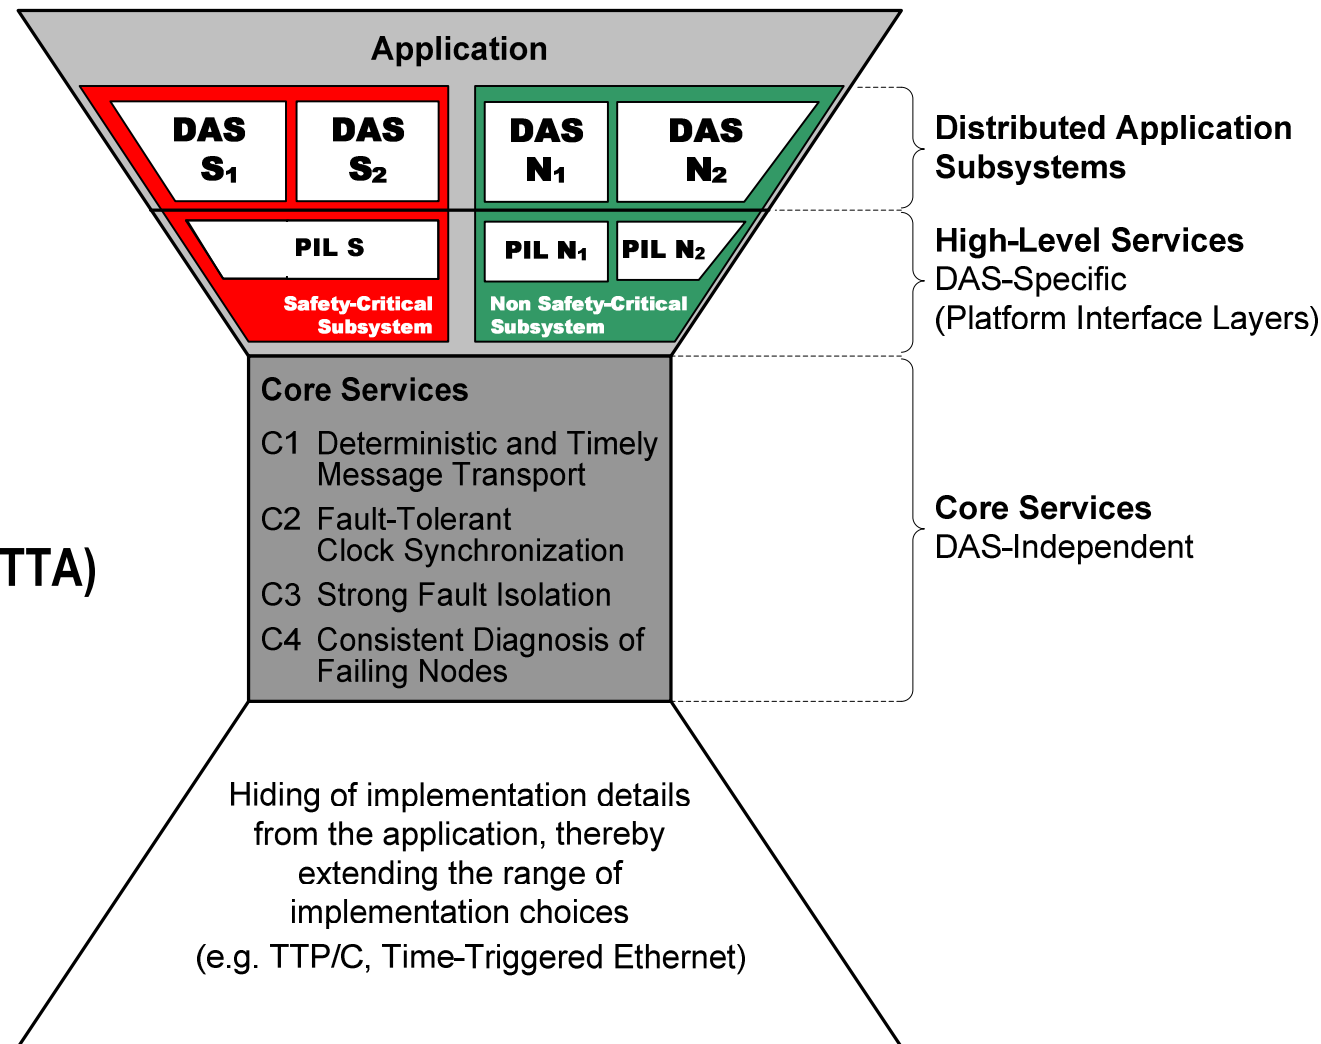 Application
DAS
S1
DAS
S2
DAS
N1
DAS
N2
PIL S
PIL N1
PIL N2
Safety-Critical
Subsystem
Non Safety-Critical
Subsystem
Distributed Application
Subsystems
High-Level Services
DAS-Specific
(Platform Interface Layers)
Core Services
C1 Deterministic and Timely
Message Transport
C2 Fault-Tolerant
Clock Synchronization
C3 Strong Fault Isolation
C4 Consistent Diagnosis of
Failing Nodes
Core Services
DAS-Independent
TTA)
Hiding of implementation details
from the application, thereby
extending the range of
implementation choices
(e.g. TTP/C, Time-Triggered Ethernet)